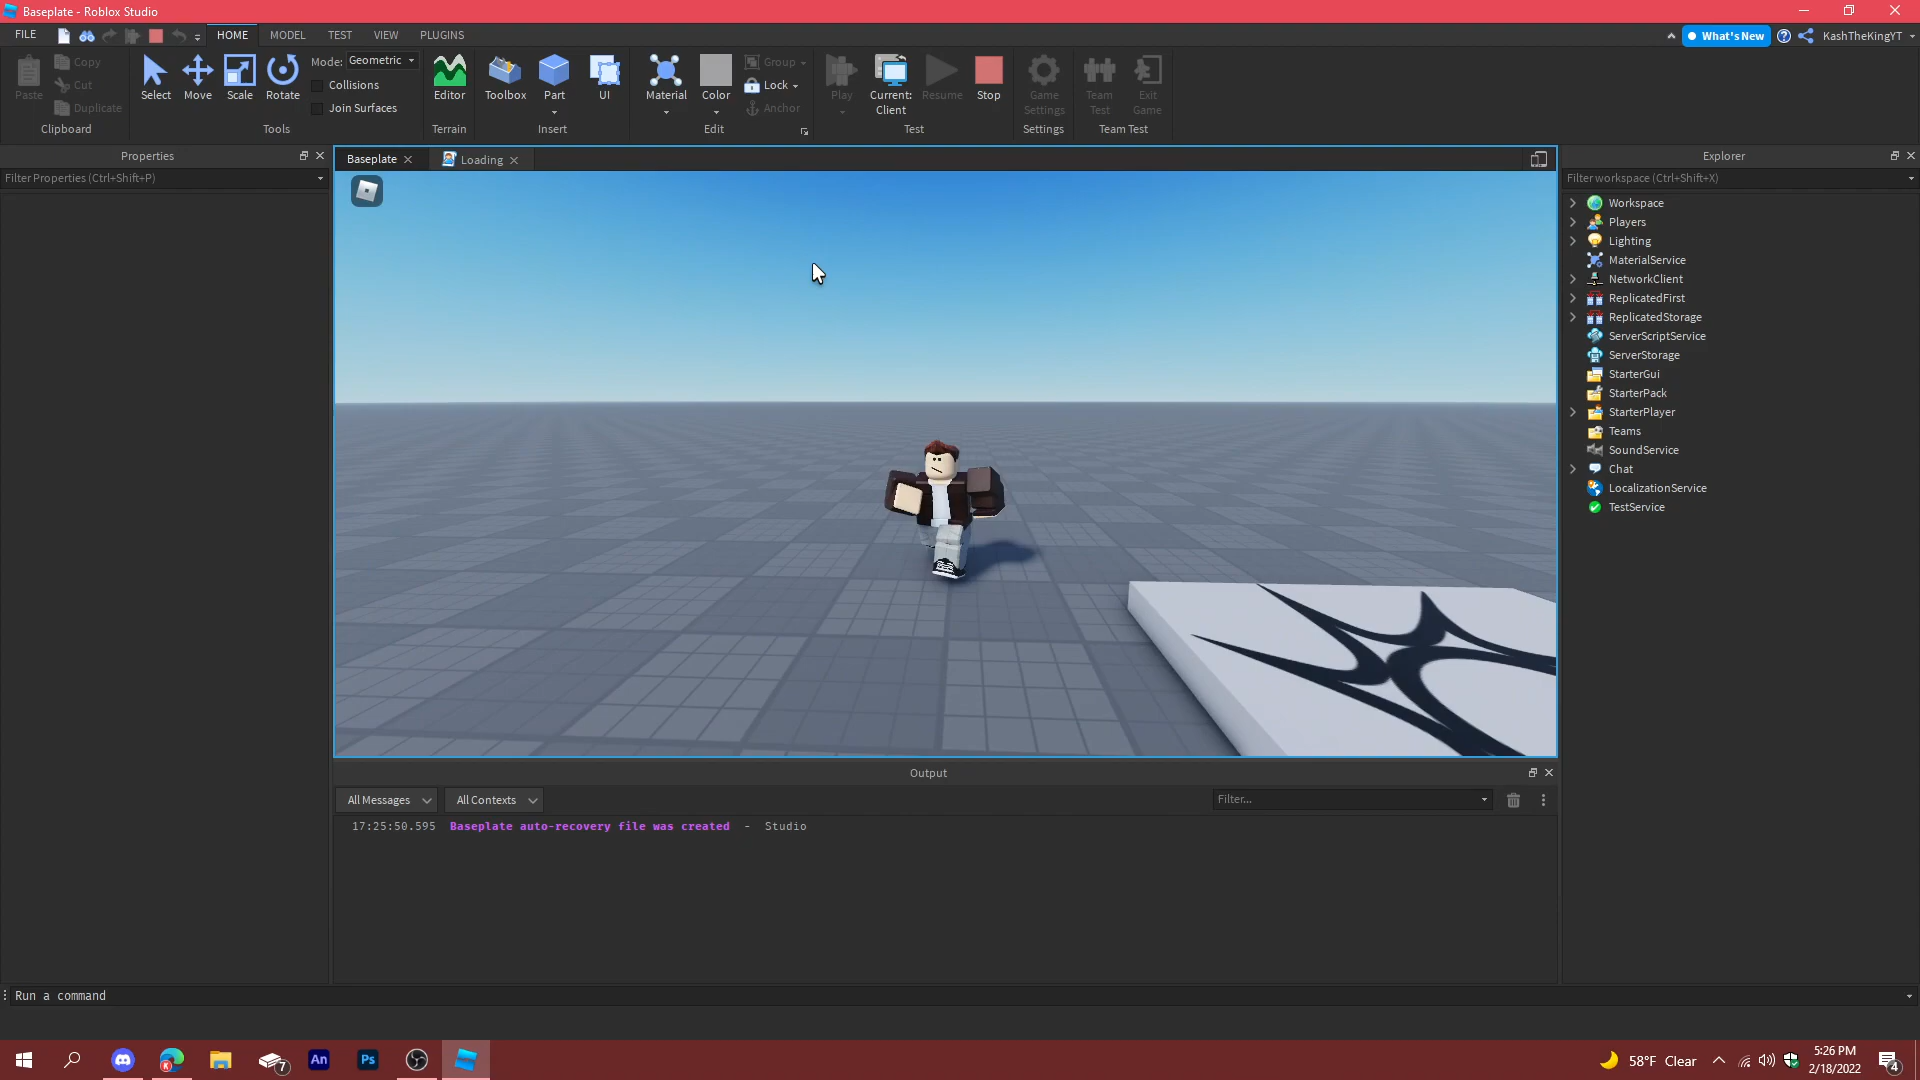 Baseplate - Roblox Studio
FILE
HOME
MODEL
TEST
VIEW
PLUGINS
What's New
KashTheKingYT
Paste
Copy
Cut
Duplicate
Clipboard
Select
Move
Scale
Rotate
Mode: Geometric
Collisions
Join Surfaces
Tools
Editor
Terrain
Toolbox
Part
UI
Insert
Material
Color
Group
Lock
Anchor
Edit
Play
Current: Client
Resume
Stop
Test
Game Settings
Settings
Team Test
Exit Game
Team Test
Properties
Filter Properties (Ctrl+Shift+P)
Baseplate
Loading
Explorer
Filter workspace (Ctrl+Shift+X)
Workspace
Players
Lighting
MaterialService
NetworkClient
ReplicatedFirst
ReplicatedStorage
ServerScriptService
ServerStorage
StarterGui
StarterPack
StarterPlayer
Teams
SoundService
Chat
LocalizationService
TestService
Output
All Messages
All Contexts
Filter...
17:25:50.595 Baseplate auto-recovery file was created - Studio
Run a command
7
An
Ps
58°F Clear
5:26 PM
2/18/2022
4